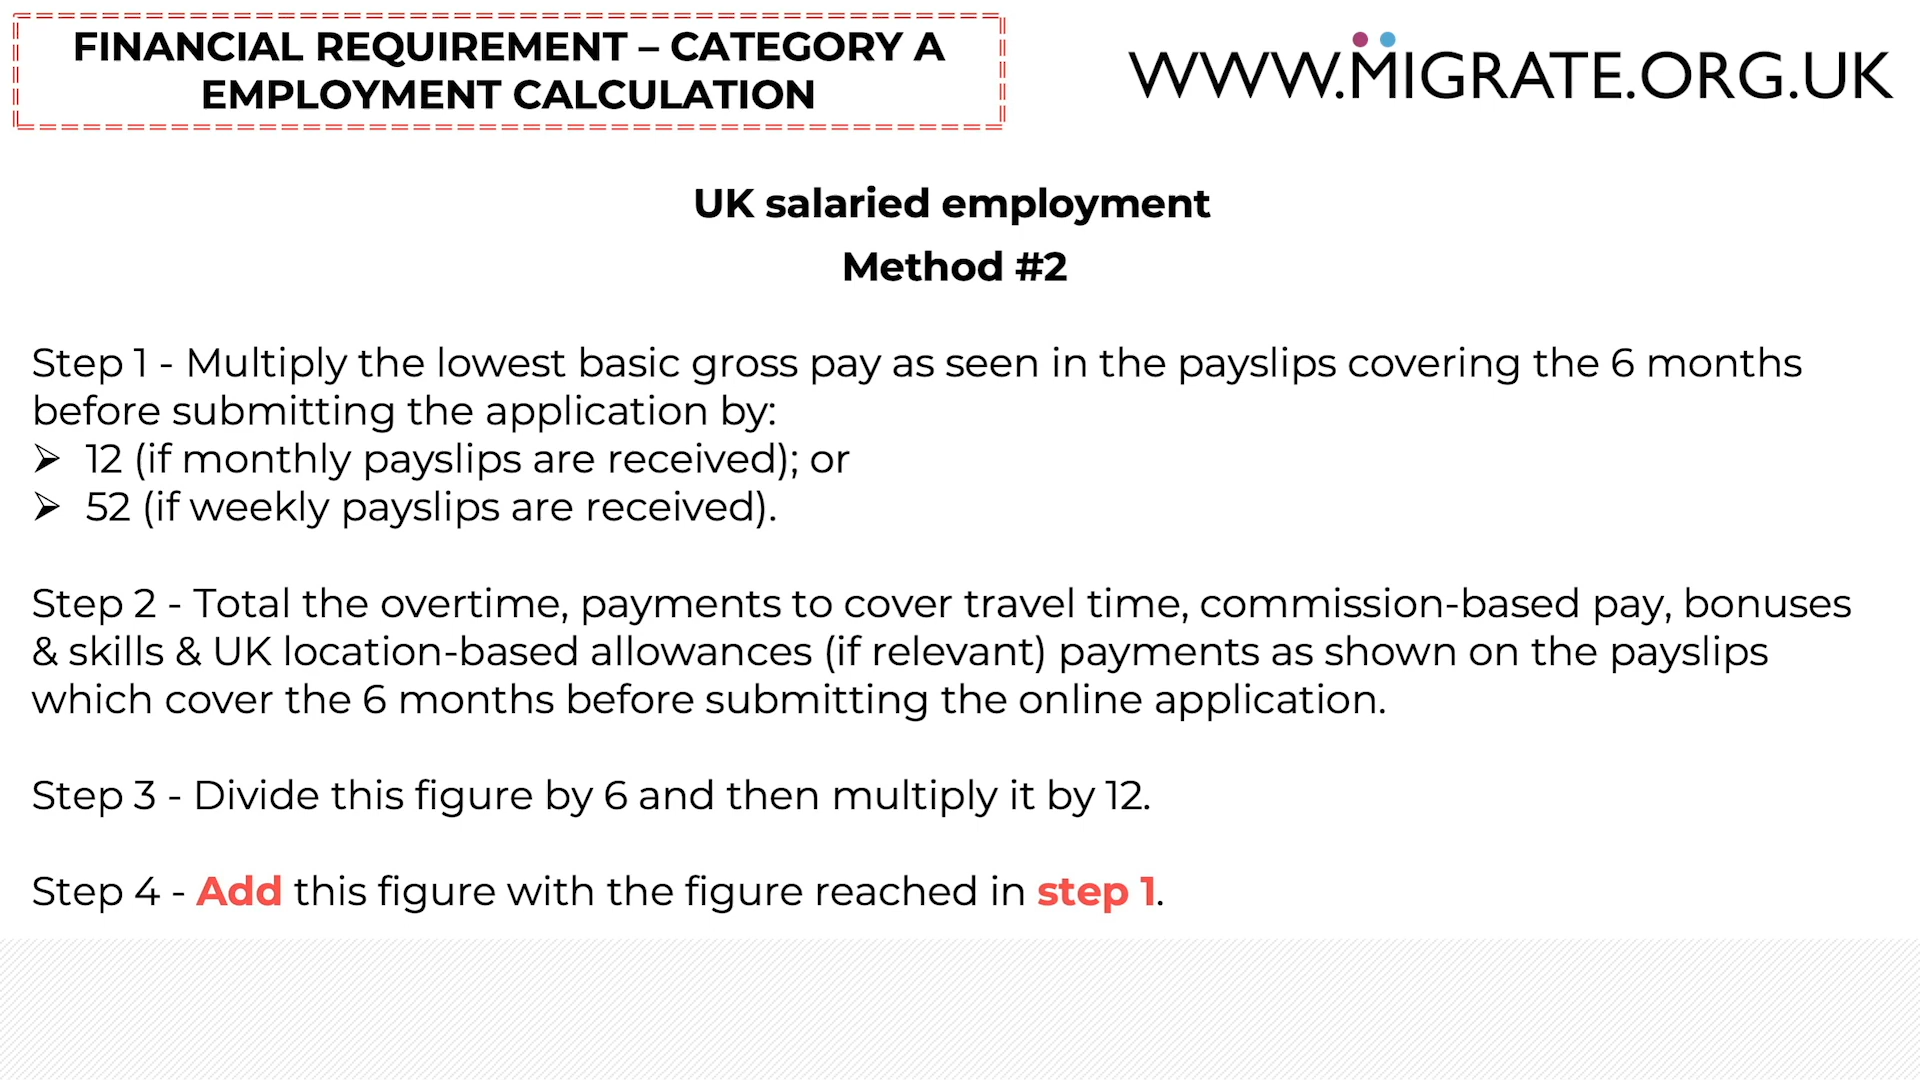 FINANCIAL REQUIREMENT – CATEGORY A
EMPLOYMENT CALCULATION
WWW.MIGRATE.ORG.UK
UK salaried employment
Method #2
Step 1 - Multiply the lowest basic gross pay as seen in the payslips covering the 6 months
before submitting the application by:
➢ 12 (if monthly payslips are received); or
➢ 52 (if weekly payslips are received).
Step 2 - Total the overtime, payments to cover travel time, commission-based pay, bonuses
& skills & UK location-based allowances (if relevant) payments as shown on the payslips
which cover the 6 months before submitting the online application.
Step 3 - Divide this figure by 6 and then multiply it by 12.
Step 4 - Add this figure with the figure reached in step 1.